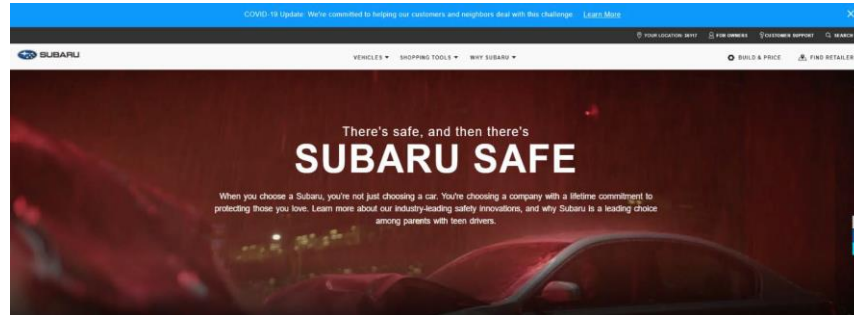 COVID-19 Update: We're committed to helping our customers and neighbors deal with this challenge. Learn More X
YOUR LOCATION: 30117 FOR OWNERS CUSTOMER SUPPORT SEARCH
SUBARU VEHICLES SHOPPING TOOLS WHY SUBARU BUILD & PRICE FIND RETAILER
There's safe, and then there's
SUBARU SAFE
When you choose a Subaru, you're not just choosing a car. You're choosing a company with a lifetime commitment to
protecting those you love. Learn more about our industry-leading safety innovations, and why Subaru is a leading choice
among parents with teen drivers.